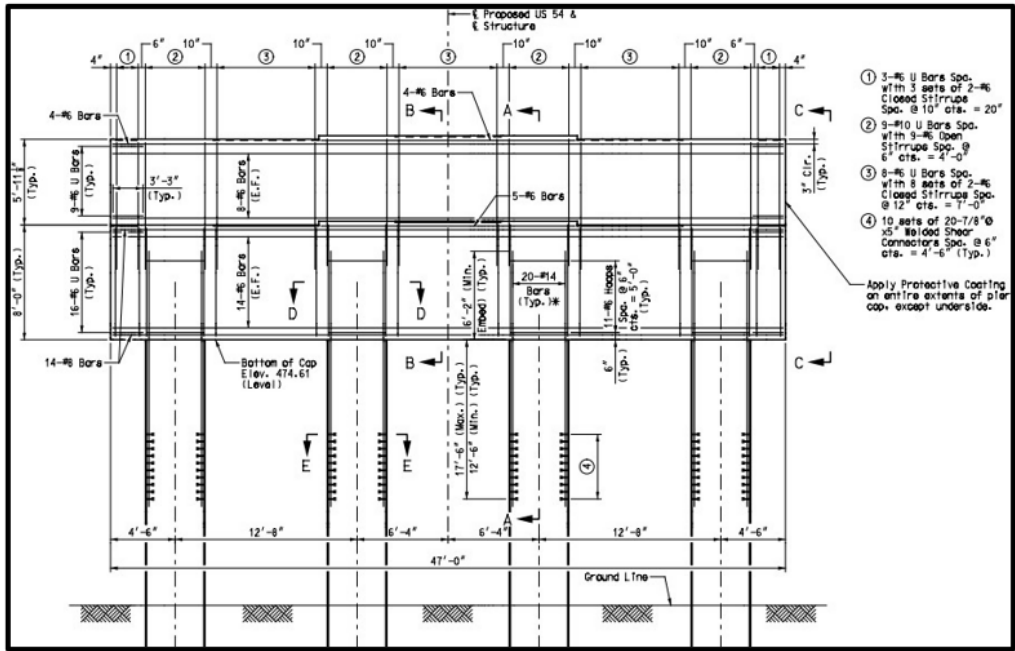 ℄ Proposed US 54 &
℄ Structure
6" 10" 10" 10" 10" 10" 10" 6"
4" ① ② ③ ② ③ ② ③ ② ① 4"
4-#6 Bars
B A C
4-#6 Bars
5'-11½"
(Typ.)
9-#6 U Bars
(Typ.)
3'-3"
(Typ.)
8-#6 Bars
(E.F.)
5-#6 Bars
3" Clr.
(Typ.)
8'-0" (Typ.)
16-#6 U Bars
(Typ.)
14-#6 Bars
(E.F.)
D D
6'-2" (Min.
Embed) (Typ.)
20-#14
Bars
(Typ.)*
11-#6 Hoops
Spa. @ 6"
cts. = 5'-0"
(Typ.)
14-#8 Bars
Bottom of Cap
Elev. 474.61
(Level)
B C
6"
(Typ.)
17'-6" (Max.) (Typ.)
12'-6" (Min.) (Typ.)
E E
④
A
4'-6" 12'-8" 6'-4" 6'-4" 12'-8" 4'-6"
47'-0"
Ground Line
① 3-#6 U Bars Spa.
with 3 sets of 2-#6
Closed Stirrups
Spa. @ 10" cts. = 20"
② 9-#10 U Bars Spa.
with 9-#6 Open
Stirrups Spa. @
6" cts. = 4'-0"
③ 8-#6 U Bars Spa.
with 8 sets of 2-#6
Closed Stirrups Spa.
@ 12" cts. = 7'-0"
④ 10 sets of 20-7/8"Ø
x5" Welded Shear
Connectors Spa. @ 6"
cts. = 4'-6" (Typ.)
Apply Protective Coating
on entire extents of pier
cap, except underside.